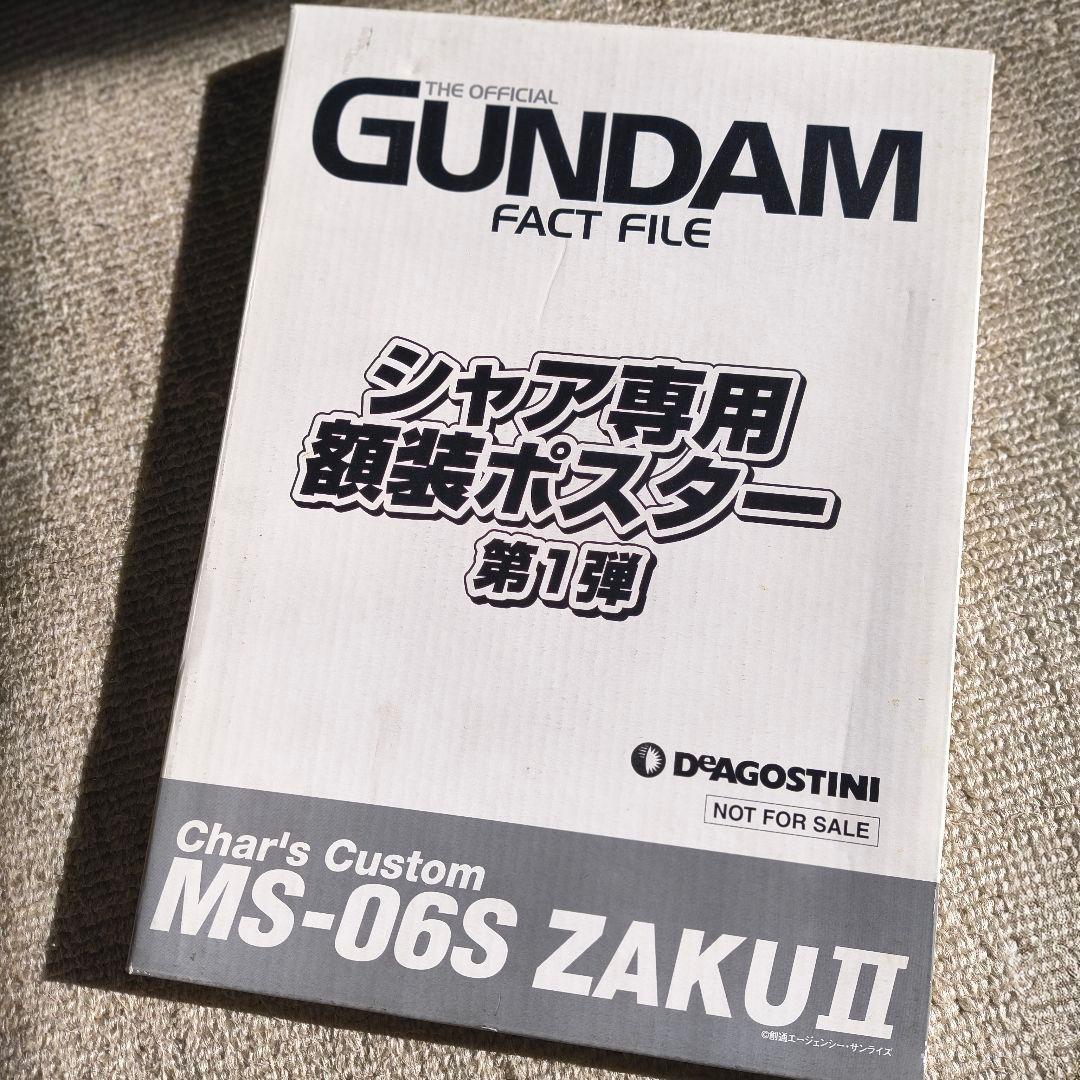 THE OFFICIAL
GUNDAM
FACT FILE
シャア専用
額装ポスター
第1弾
DeAGOSTINI
NOT FOR SALE
Char's Custom
MS-06S ZAKUⅡ
©創通エージェンシー・サンライズ